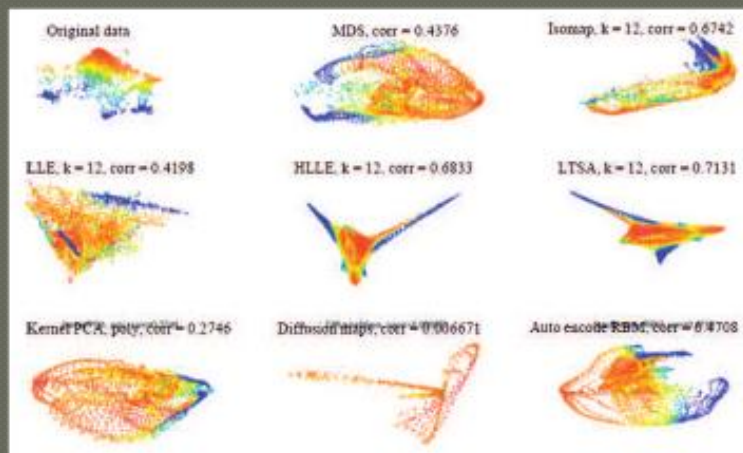 Original data
MDS, corr = 0.4376
Isomap, k = 12, corr = 0.6742
LLE, k = 12, corr = 0.4198
HLLE, k = 12, corr = 0.6833
LTSA, k = 12, corr = 0.7131
Kernel PCA, poly, corr = 0.2746
Diffusion maps, corr = 0.006671
Auto encode RBM, corr = 0.4708